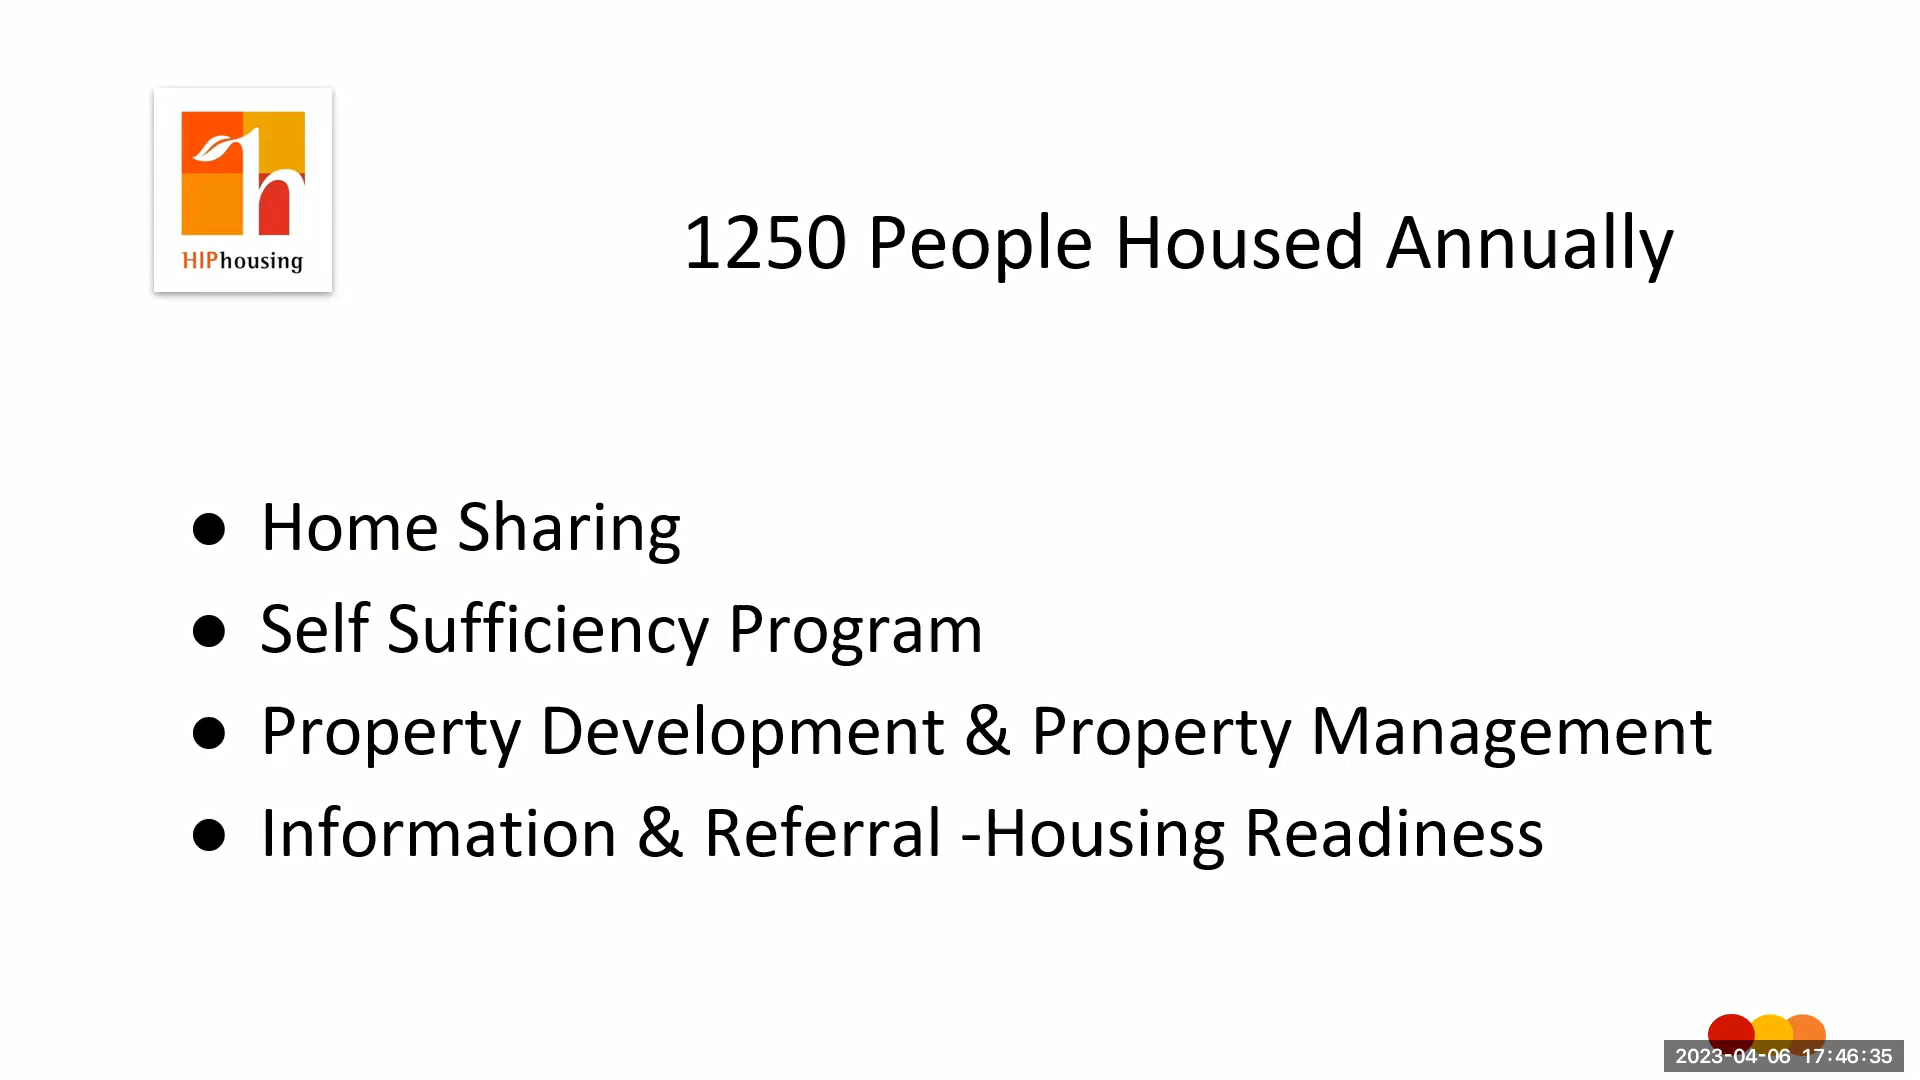 HIPhousing
1250 People Housed Annually
● Home Sharing
● Self Sufficiency Program
● Property Development & Property Management
● Information & Referral -Housing Readiness
2023-04-06 17:46:35